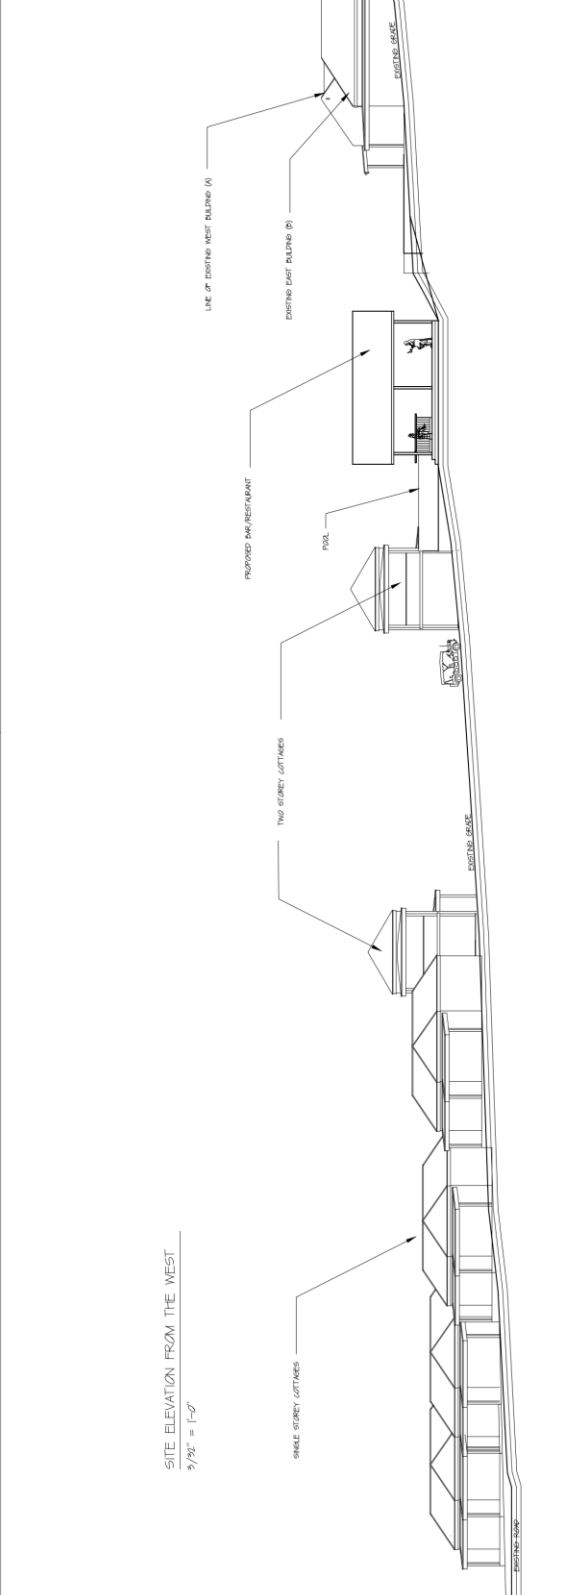 SITE ELEVATION FROM THE WEST
3/32" = 1'-0"
SINGLE STOREY COTTAGES
TWO STOREY COTTAGES
PROPOSED BAR/RESTAURANT
POOL
LINE OF EXISTING WEST BUILDING (A)
EXISTING EAST BUILDING (B)
EXISTING ROAD
EXISTING GRADE
EXISTING GRADE